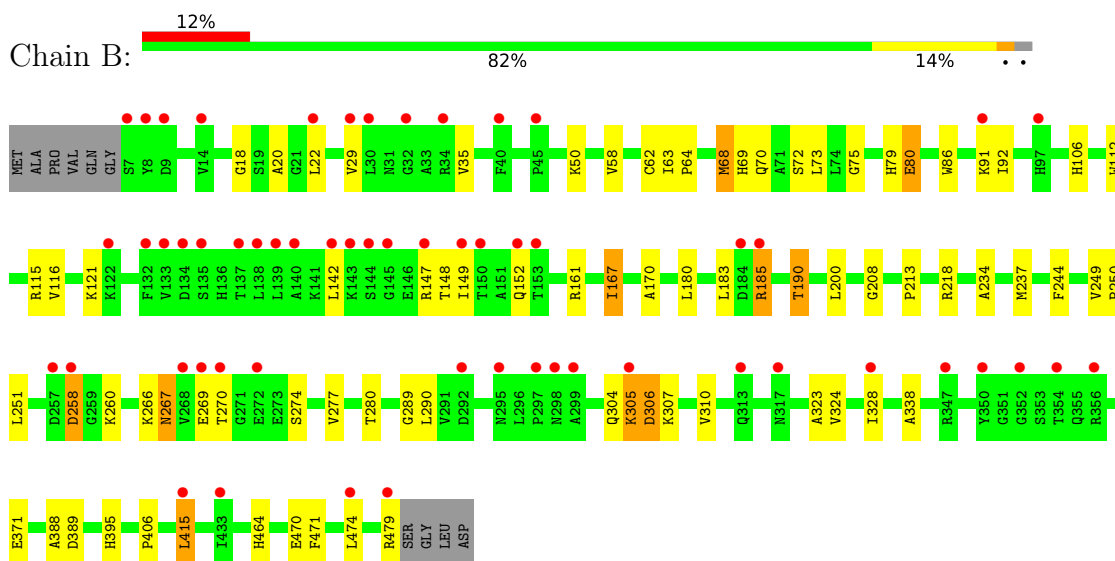 12%
Chain B:
82% 14% • •
MET ALA PRO VAL GLN GLY S7 Y8 D9 V14 G18 S19 A20 G21 L22 V29 L30 N31 G32 A33 R34 V35 F40 P45 K50 V58 C62 I63 P64 M68 H69 Q70 A71 S72 L73 L74 G75 H79 E80 W86 K91 I92 H97 H106 W112
R115 V116 K121 K122 F132 V133 D134 S135 H136 T137 L138 L139 A140 K141 L142 K143 S144 G145 E146 R147 T148 I149 T150 A151 Q152 T153 R161 I167 A170 L180 L183 D184 R185 T190 L200 G208 P213 R218 A234 M237 F244 V249
L251 D257 D258 G259 K260 K266 N267 V268 E269 T270 G271 E272 E273 S274 V277 T280 G289 L290 V291 D292 N295 L296 P297 N298 A299 Q304 K305 D306 K307 V310 Q313 N317 A323 V324 I328 A338 R347 Y350 G351 G352 S353 T354 Q355 R356
E371 A388 D389 H395 P406 L415 I433 H464 E470 F471 L474 R479 SER GLY LEU ASP